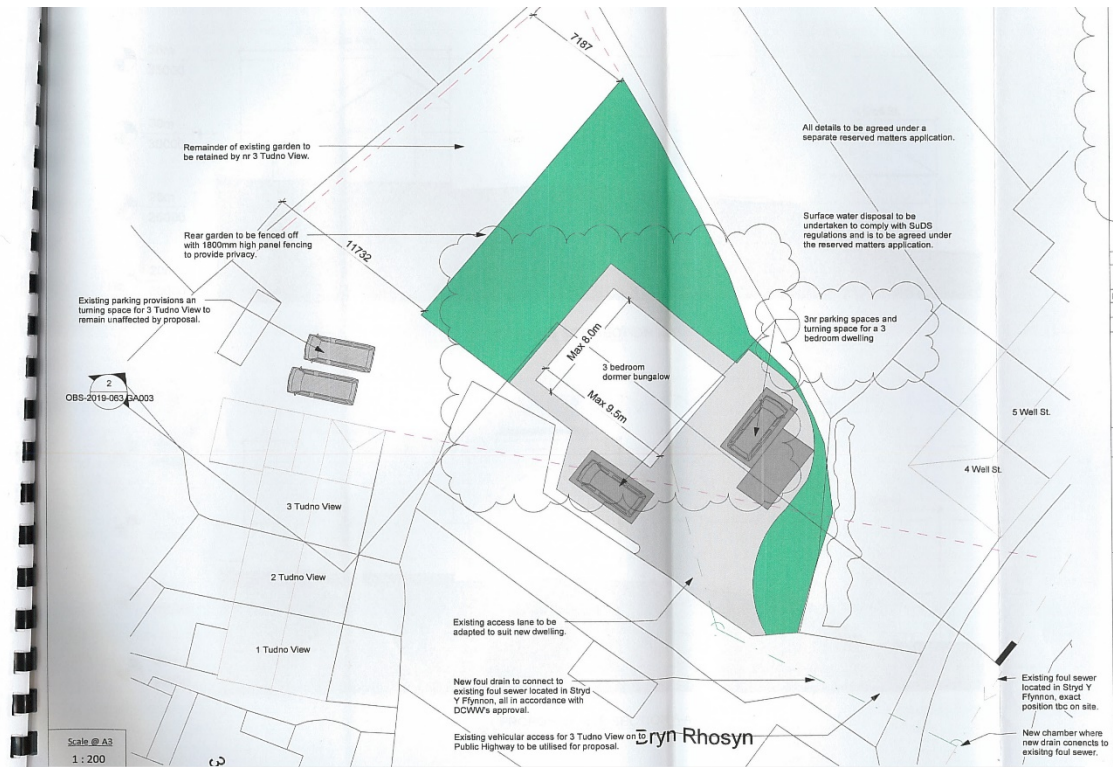 7187
Remainder of existing garden to
be retained by nr 3 Tudno View.
All details to be agreed under a
separate reserved matters application.
Rear garden to be fenced off
with 1800mm high panel fencing
to provide privacy.
11732
Surface water disposal to be
undertaken to comply with SuDS
regulations and is to be agreed under
the reserved matters application.
Existing parking provisions an
turning space for 3 Tudno View to
remain unaffected by proposal.
3nr parking spaces and
turning space for a 3
bedroom dwelling
Max 8.0m
3 bedroom
dormer bungalow
Max 9.5m
2
OBS-2019-063 GA003
5 Well St.
4 Well St.
3 Tudno View
2 Tudno View
1 Tudno View
Existing access lane to be
adapted to suit new dwelling.
New foul drain to connect to
existing foul sewer located in Stryd
Y Ffynnon, all in accordance with
DCWW's approval.
Existing foul sewer
located in Stryd Y
Ffynnon, exact
position tbc on site.
Existing vehicular access for 3 Tudno View on to
Public Highway to be utilised for proposal.
Eryn Rhosyn
New chamber where
new drain conencts to
exisitng foul sewer.
Scale @ A3
1 : 200
3